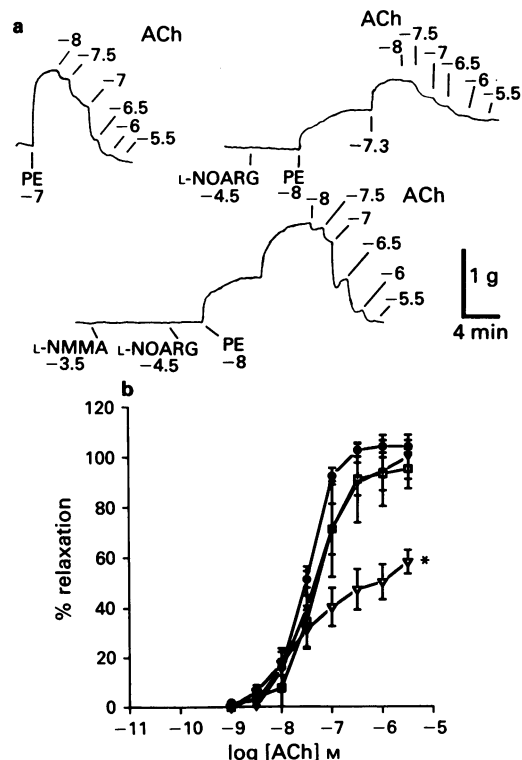 a
ACh
−8
−7.5
−7
−6.5
−6
−5.5
PE
−7
ACh
−8
−7.5
−7
−6.5
−6
−5.5
−7.3
L-NOARG
−4.5
PE
−8
ACh
−8
−7.5
−7
−6.5
−6
−5.5
L-NMMA
−3.5
L-NOARG
−4.5
PE
−8
1 g
4 min
b
120
100
80
60
40
20
0
% relaxation
*
−11 −10 −9 −8 −7 −6 −5
log [ACh] M